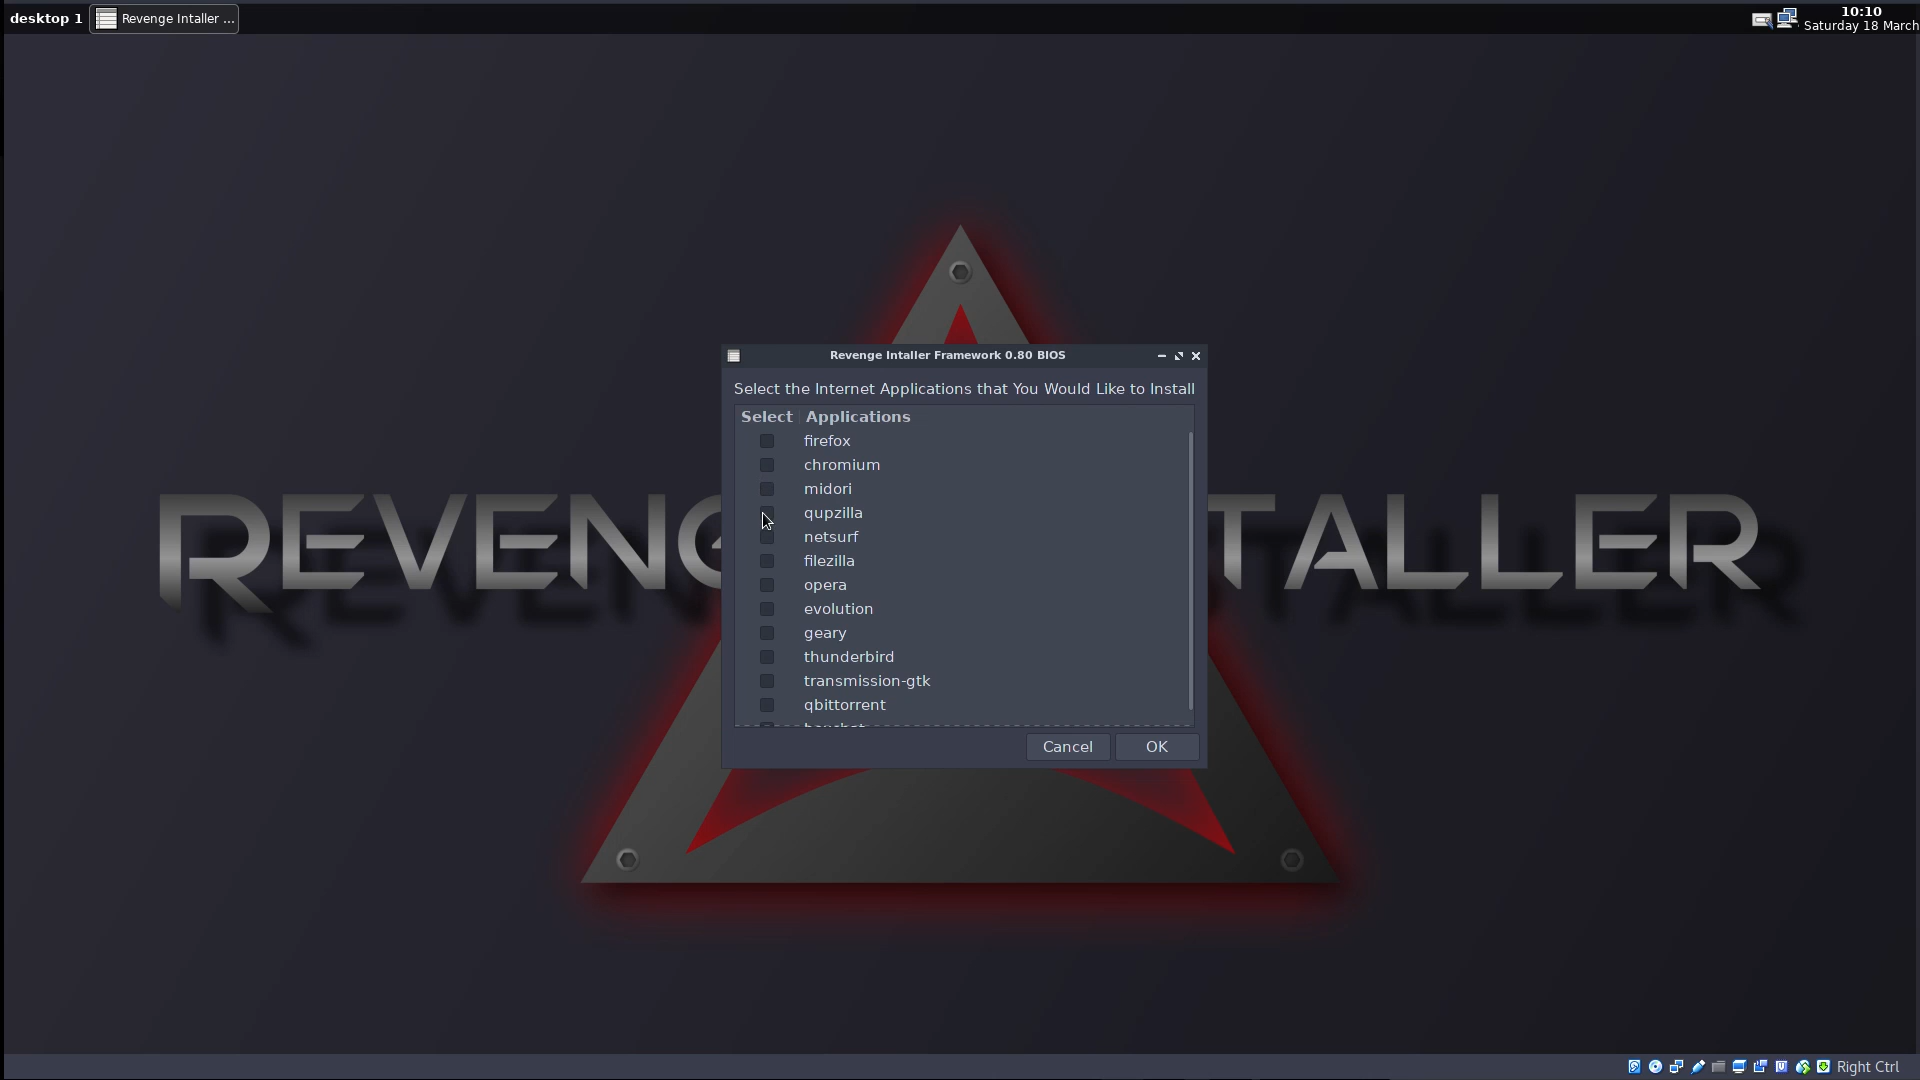 desktop 1
Revenge Intaller ...
10:10
Saturday 18 March
Revenge Intaller Framework 0.80 BIOS
Select the Internet Applications that You Would Like to Install
Select Applications
firefox
chromium
midori
qupzilla
netsurf
filezilla
opera
evolution
geary
thunderbird
transmission-gtk
qbittorrent
Cancel OK
REVENG TALLER
Right Ctrl